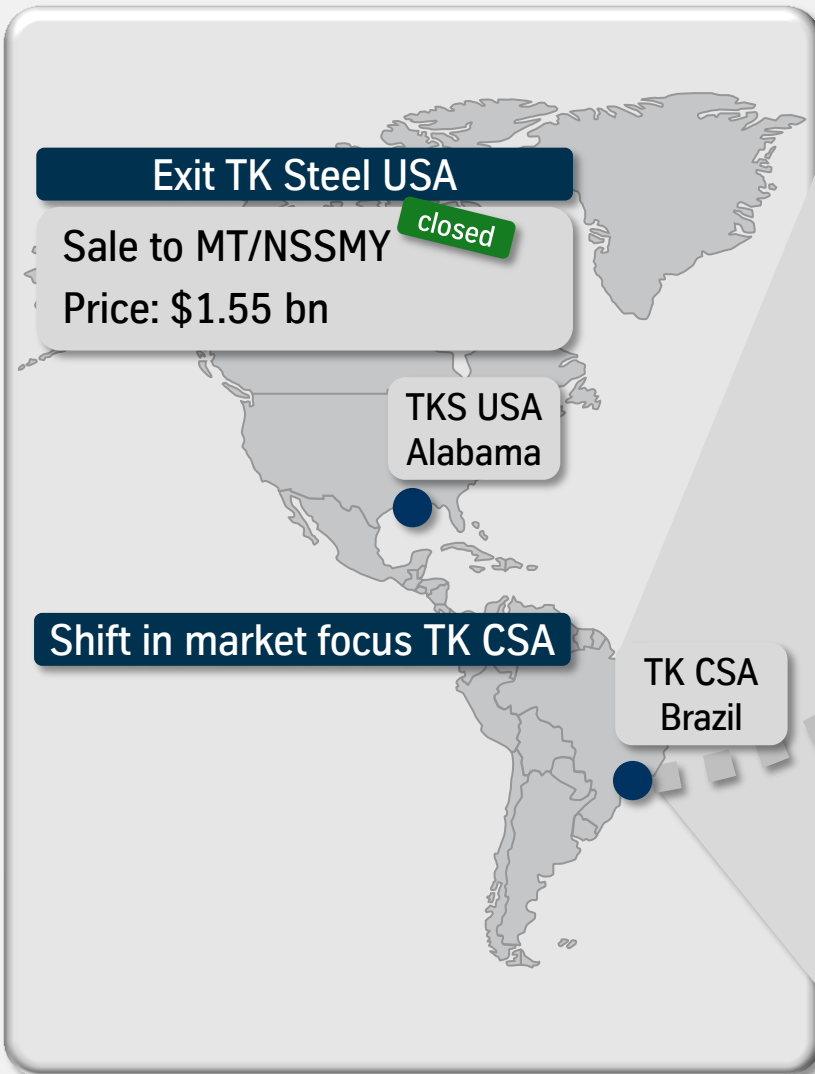 Exit TK Steel USA
closed
Sale to MT/NSSMY
Price: $1.55 bn
TKS USA
Alabama
Shift in market focus TK CSA
TK CSA
Brazil